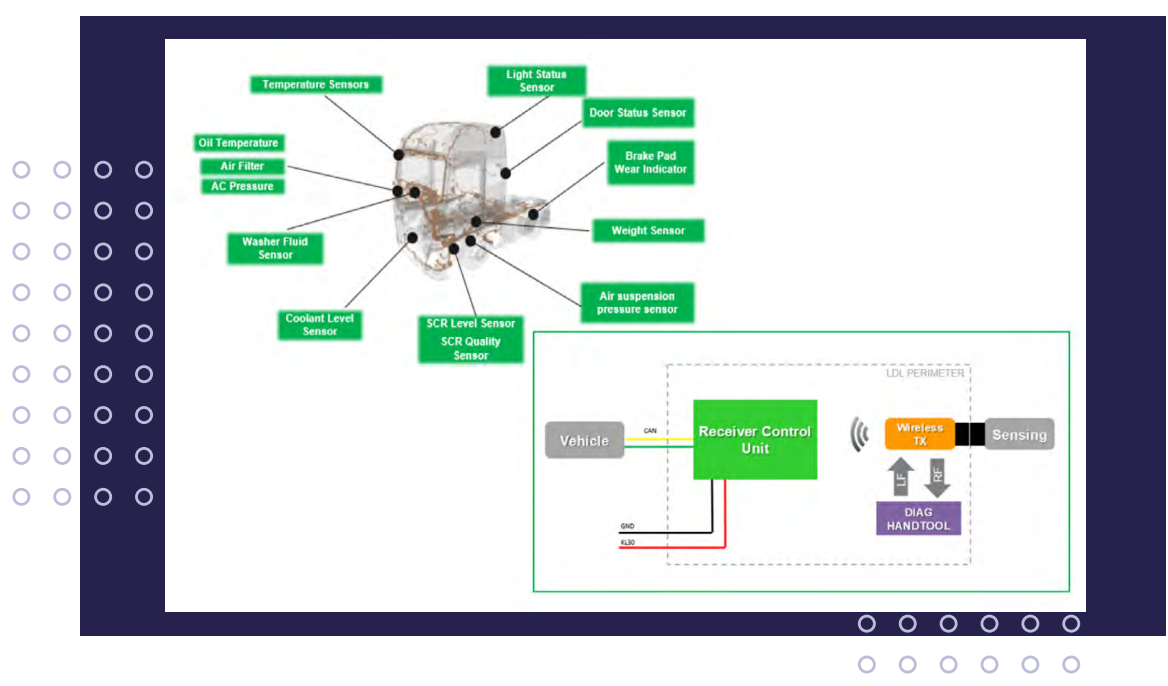 Temperature Sensors
Light Status
Sensor
Door Status Sensor
Oil Temperature
Air Filter
AC Pressure
Brake Pad
Wear Indicator
Washer Fluid
Sensor
Weight Sensor
Coolant Level
Sensor
SCR Level Sensor
SCR Quality
Sensor
Air suspension
pressure sensor
LDL PERIMETER
Vehicle
CAN
Receiver Control
Unit
Wireless
TX
Sensing
LF
RF
DIAG
HANDTOOL
GND
KL30